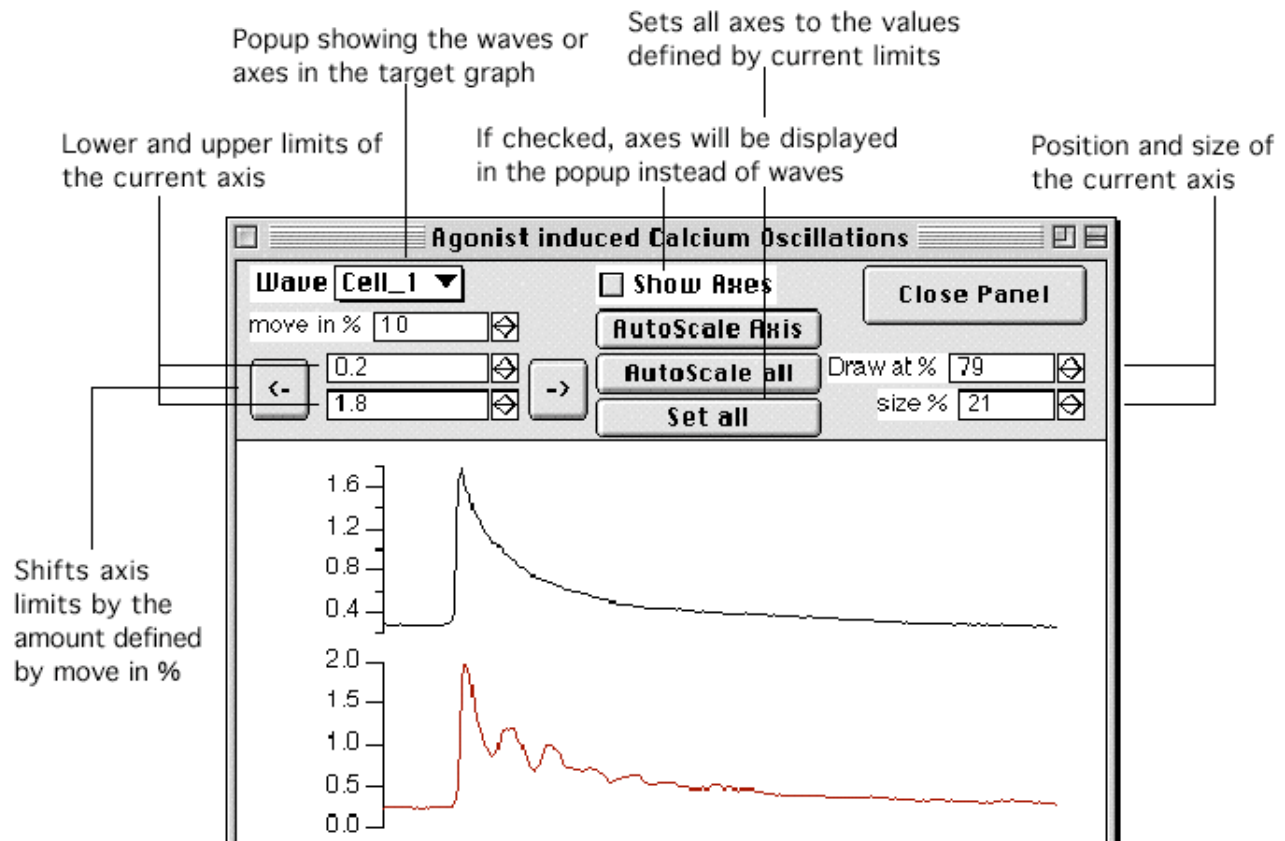 Sets all axes to the values
defined by current limits
Popup showing the waves or
axes in the target graph
If checked, axes will be displayed
in the popup instead of waves
Lower and upper limits of
the current axis
Position and size of
the current axis
Agonist induced Calcium Oscillations
Wave Cell_1
Show Axes
Close Panel
move in % 10
AutoScale Axis
<-
0.2
1.8
->
AutoScale all
Draw at % 79
Set all
size % 21
1.6
1.2
0.8
0.4
Shifts axis
limits by the
amount defined
by move in %
2.0
1.5
1.0
0.5
0.0